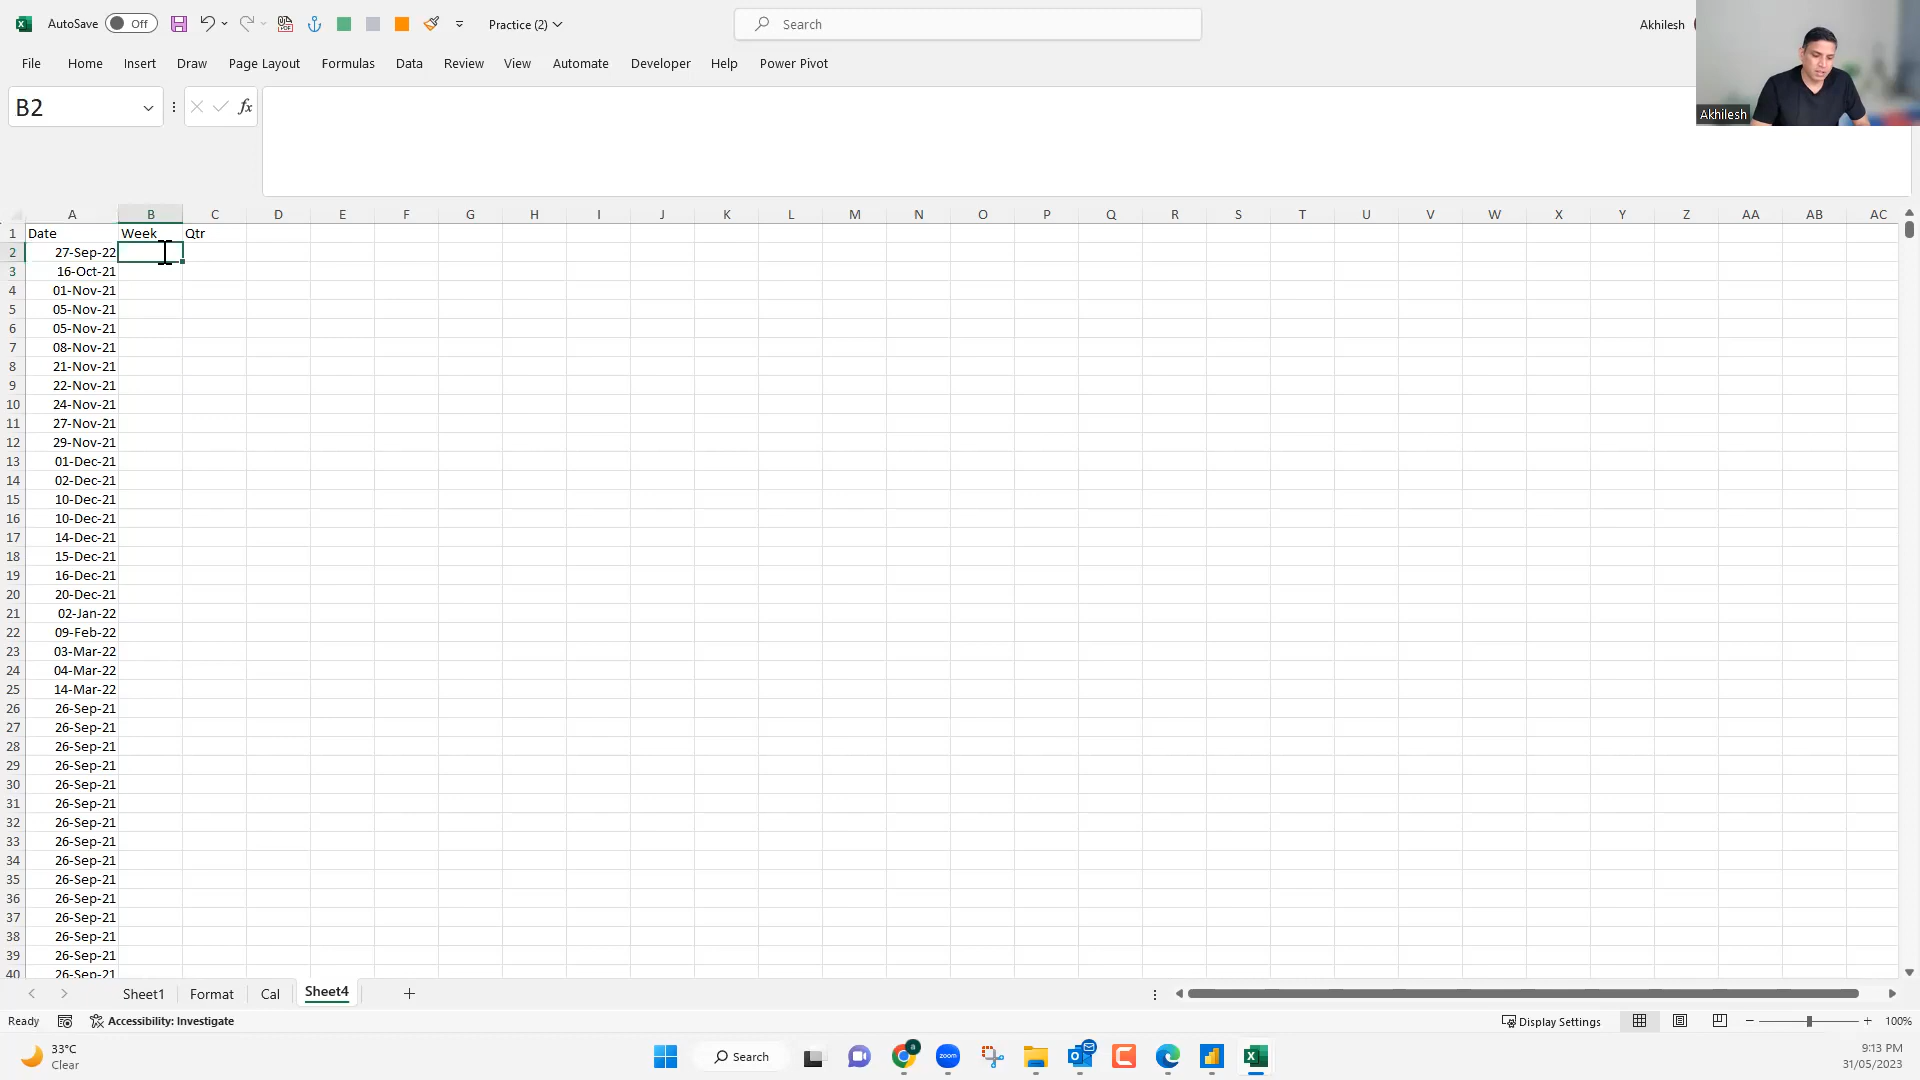 AutoSave Off Practice (2) Search Akhilesh
File Home Insert Draw Page Layout Formulas Data Review View Automate Developer Help Power Pivot
Akhilesh
B2 fx
A B C D E F G H I J K L M N O P Q R S T U V W X Y Z AA AB AC
1 Date Week Qtr
2 27-Sep-22
3 16-Oct-21
4 01-Nov-21
5 05-Nov-21
6 05-Nov-21
7 08-Nov-21
8 21-Nov-21
9 22-Nov-21
10 24-Nov-21
11 27-Nov-21
12 29-Nov-21
13 01-Dec-21
14 02-Dec-21
15 10-Dec-21
16 10-Dec-21
17 14-Dec-21
18 15-Dec-21
19 16-Dec-21
20 20-Dec-21
21 02-Jan-22
22 09-Feb-22
23 03-Mar-22
24 04-Mar-22
25 14-Mar-22
26 26-Sep-21
27 26-Sep-21
28 26-Sep-21
29 26-Sep-21
30 26-Sep-21
31 26-Sep-21
32 26-Sep-21
33 26-Sep-21
34 26-Sep-21
35 26-Sep-21
36 26-Sep-21
37 26-Sep-21
38 26-Sep-21
39 26-Sep-21
40 26-Sep-21
Sheet1 Format Cal Sheet4
Ready Accessibility: Investigate Display Settings 100%
33°C
Clear
Search
zoom
9:13 PM
31/05/2023